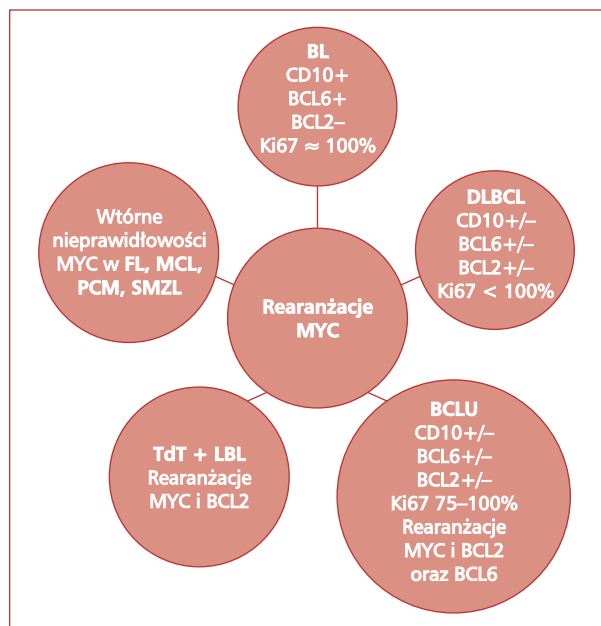 BL
CD10+
BCL6+
BCL2–
Ki67 ≈ 100%
DLBCL
CD10+/–
BCL6+/–
BCL2+/–
Ki67 < 100%
Wtórne
nieprawidłowości
MYC w FL, MCL,
PCM, SMZL
Rearanżacje
MYC
TdT + LBL
Rearanżacje
MYC i BCL2
BCLU
CD10+/–
BCL6+/–
BCL2+/–
Ki67 75–100%
Rearanżacje
MYC i BCL2
oraz BCL6